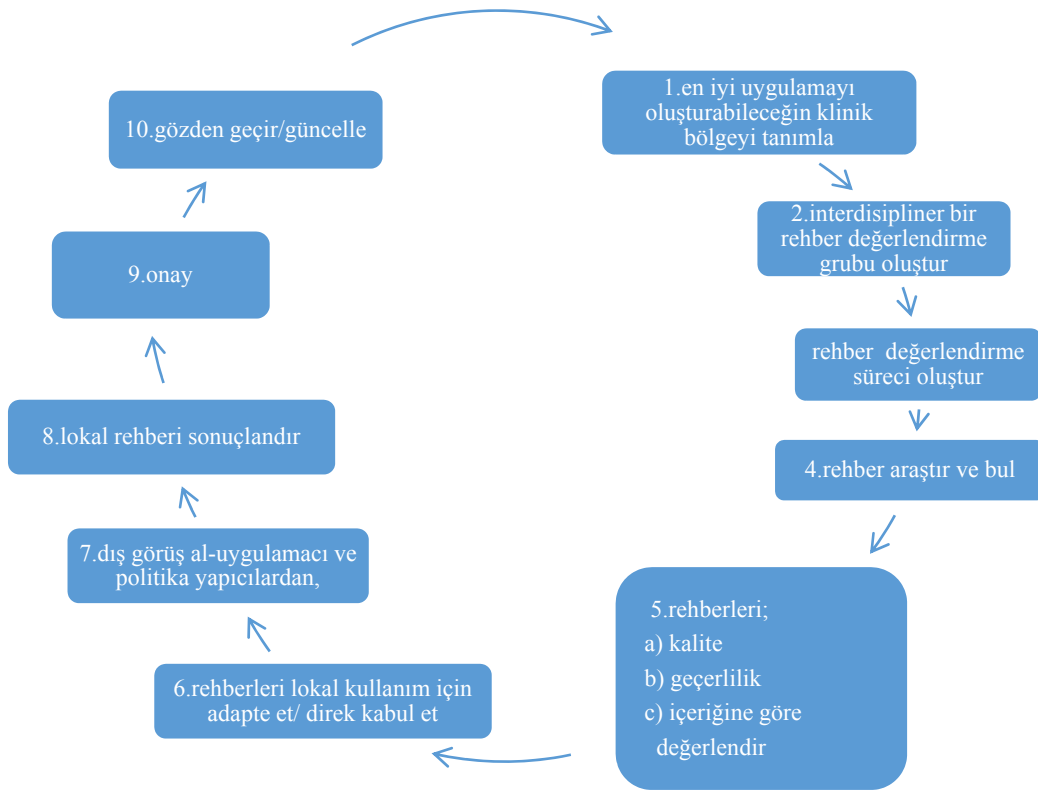 1.en iyi uygulamayı
oluşturabileceğin klinik
bölgeyi tanımla
2.interdisipliner bir
rehber değerlendirme
grubu oluştur
rehber değerlendirme
süreci oluştur
4.rehber araştır ve bul
5.rehberleri;
a) kalite
b) geçerlilik
c) içeriğine göre
değerlendir
6.rehberleri lokal kullanım için
adapte et/ direk kabul et
7.dış görüş al-uygulamacı ve
politika yapıcılardan,
8.lokal rehberi sonuçlandır
9.onay
10.gözden geçir/güncelle